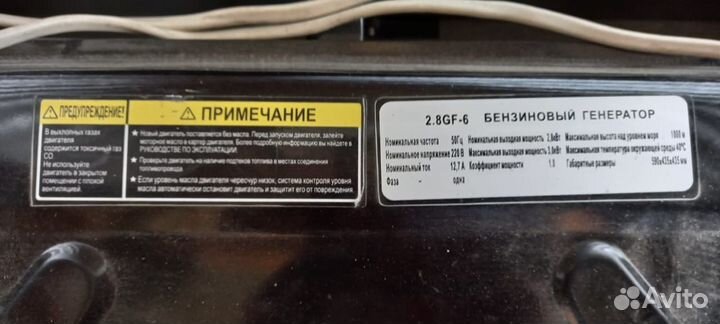 ПРЕДУПРЕЖДЕНИЕ!
В выхлопных газах
двигателя
содержится токсичный газ
CO.
Не используйте
двигатель в закрытом
помещении с плохой
вентиляцией.
ПРИМЕЧАНИЕ
★ Новый двигатель поставляется без масла. Перед запуском двигателя, залейте
моторное масло в картер двигателя. Более подробную информацию найдете в
РУКОВОДСТВЕ ПО ЭКСПЛУАТАЦИИ.
★ Проверьте двигатель на наличие подтеков топлива в местах соединения
топливопровода.
★ Если уровень масла двигателя чересчур низок, система контроля уровня
масла автоматически остановит двигатель и защитит его от повреждения.
2.8GF-6 БЕНЗИНОВЫЙ ГЕНЕРАТОР
Номинальная частота 50Гц Номинальная выходная мощность 2,8кВт Максимальная высота над уровнем моря 1000 м
Номинальное напряжение 220 В Максимальная выходная мощность 3,0кВт Максимальная температура окружающей среды 40°C
Номинальный ток 12,7А Коэффициент мощности 1.0 Габаритные размеры 590x435x435 мм
Фаза одна
Avito